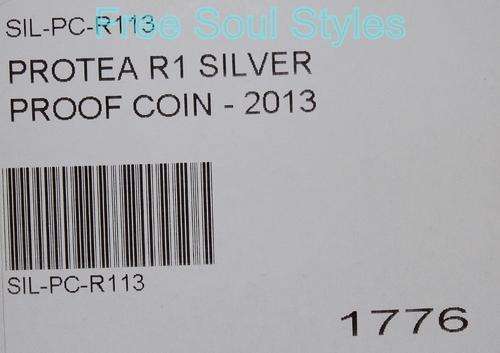 SIL-PC-R113
Free Soul Styles
PROTEA R1 SILVER
PROOF COIN - 2013
SIL-PC-R113
1776